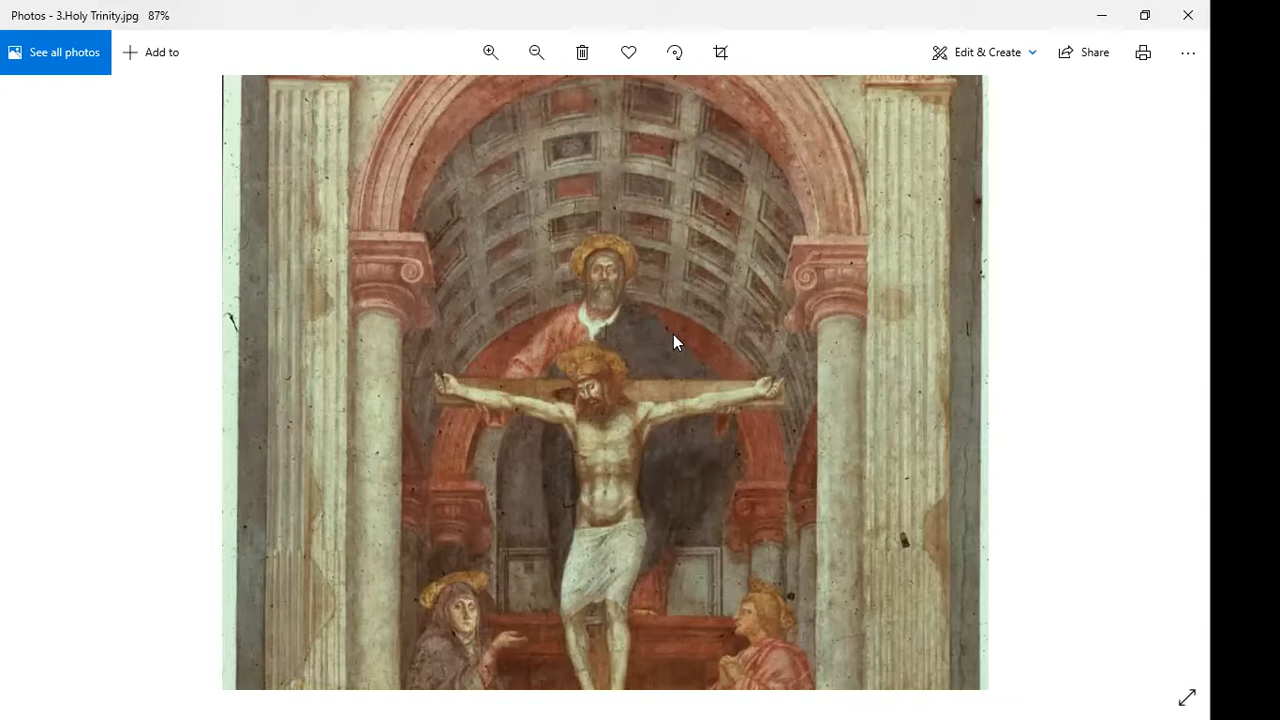 Photos - 3.Holy Trinity.jpg 87%
See all photos
Add to
Edit & Create
Share